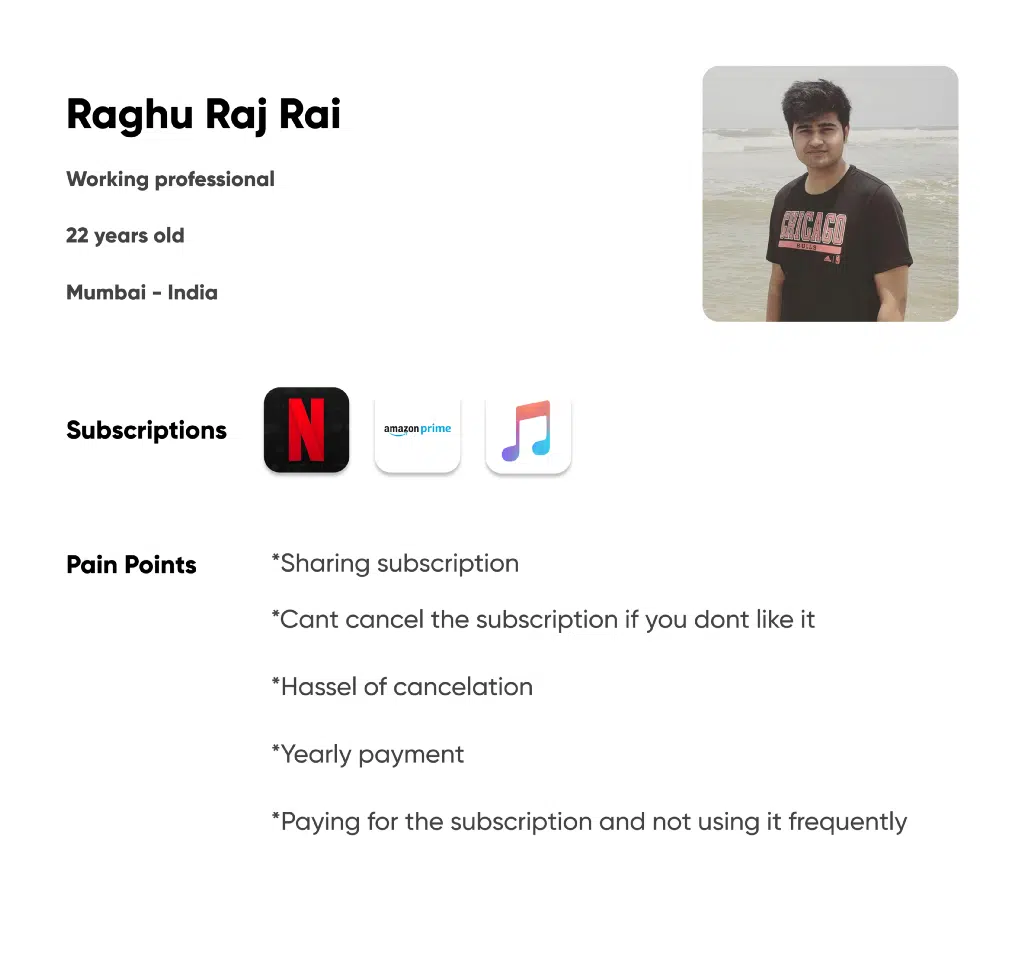 Raghu Raj Rai
Working professional
22 years old
Mumbai - India
CHICAGO
BULLS
Subscriptions
N
amazon prime
Pain Points
*Sharing subscription
*Cant cancel the subscription if you dont like it
*Hassel of cancelation
*Yearly payment
*Paying for the subscription and not using it frequently